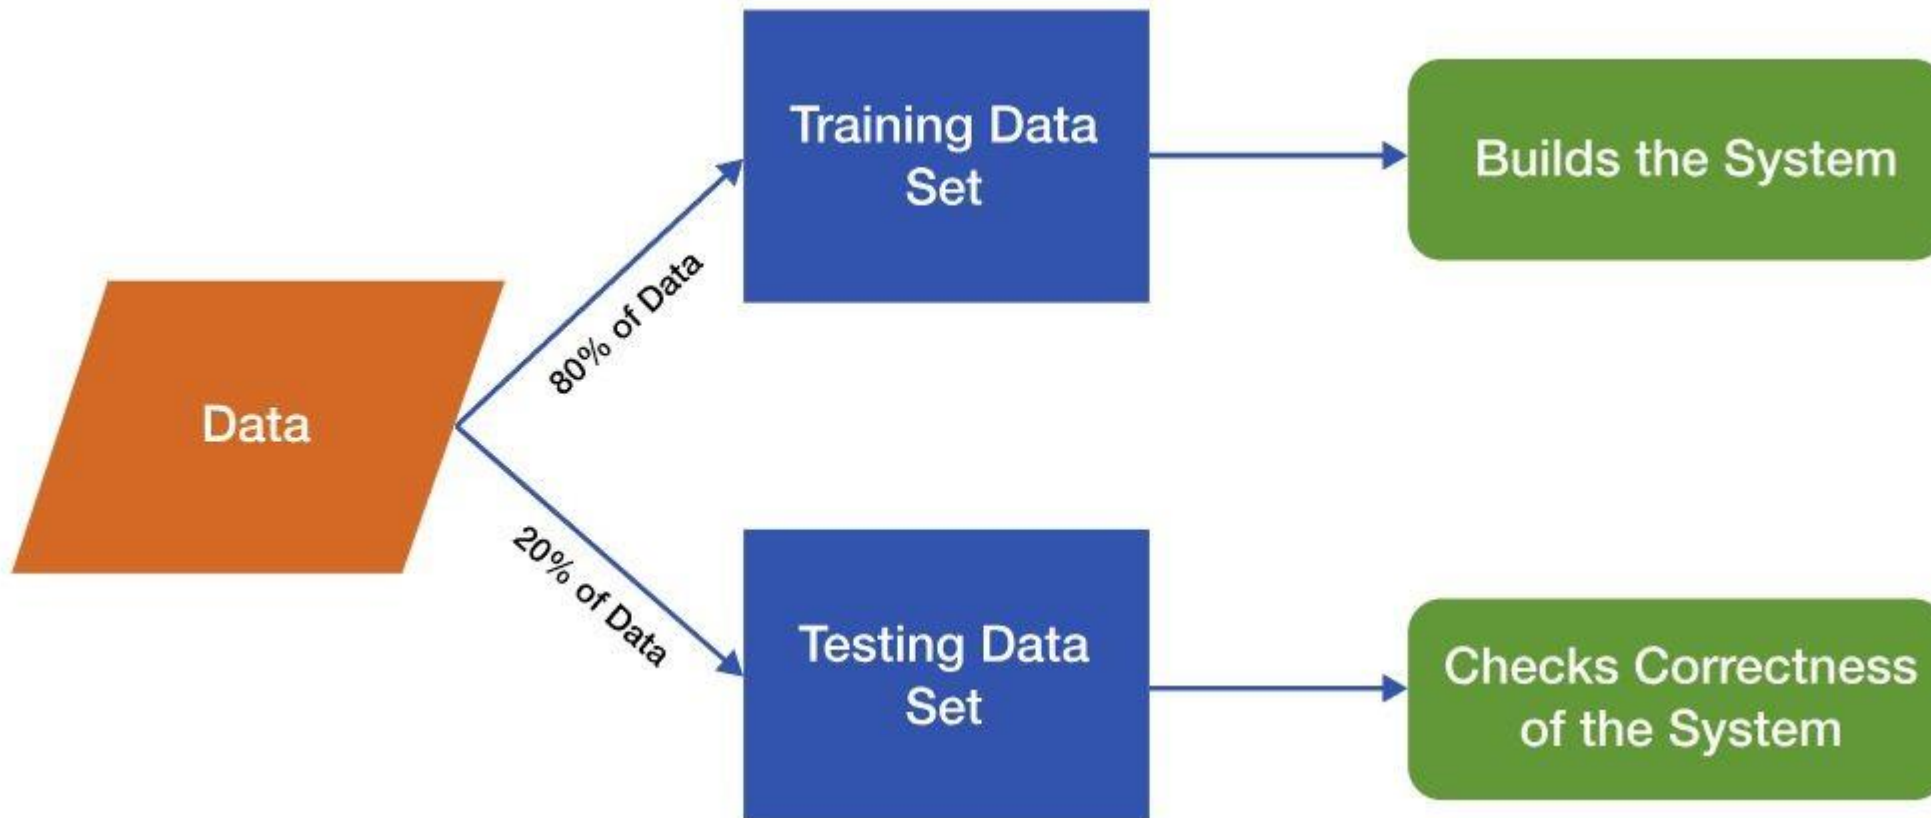 Training Data
Set
Builds the System
80% of Data
Data
20% of Data
Testing Data
Set
Checks Correctness
of the System